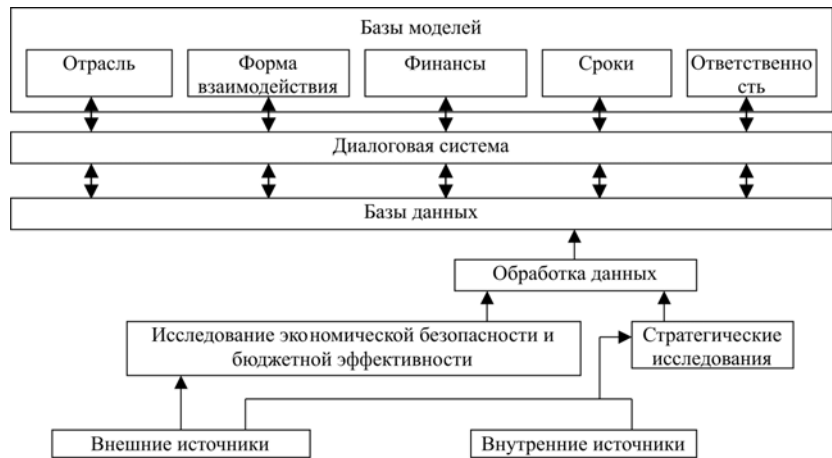 Базы моделей
Отрасль
Форма
взаимодействия
Финансы
Сроки
Ответственно
сть
Диалоговая система
Базы данных
Обработка данных
Исследование экономической безопасности и
бюджетной эффективности
Стратегические
исследования
Внешние источники
Внутренние источники